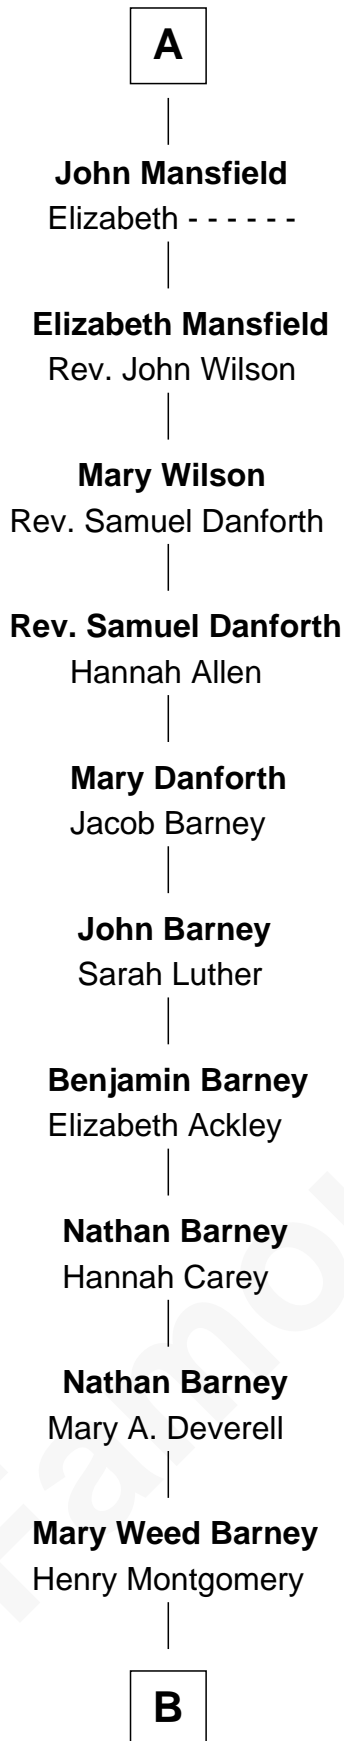 A
John Mansfield
Elizabeth - - - - - -
Elizabeth Mansfield
Rev. John Wilson
Mary Wilson
Rev. Samuel Danforth
Rev. Samuel Danforth
Hannah Allen
Mary Danforth
Jacob Barney
John Barney
Sarah Luther
Benjamin Barney
Elizabeth Ackley
Nathan Barney
Hannah Carey
Nathan Barney
Mary A. Deverell
Mary Weed Barney
Henry Montgomery
B